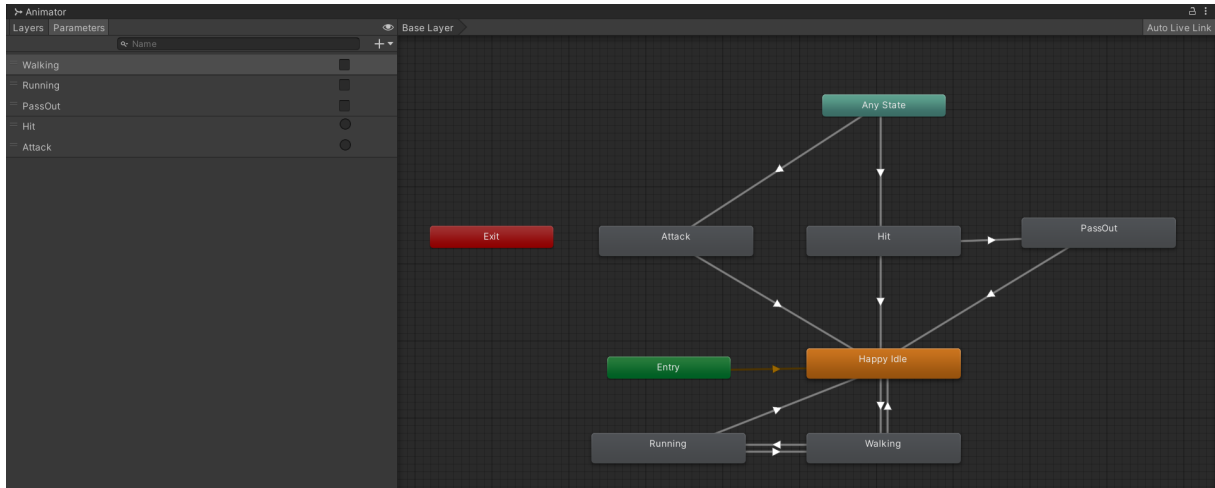 Animator
Layers Parameters Base Layer Auto Live Link
Name
Walking
Running
PassOut
Hit
Attack
Any State
Exit Attack Hit PassOut
Entry Happy Idle
Running Walking